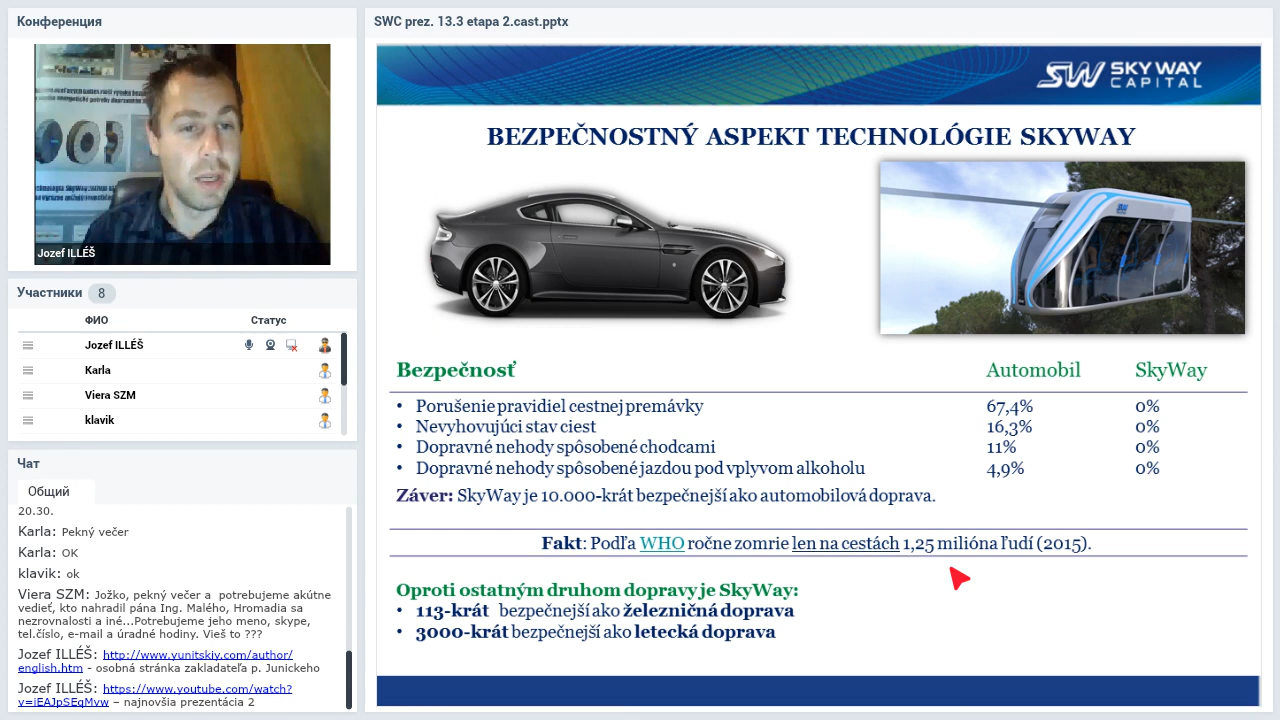 Конференция
Jozef ILLÉŠ
Участники 8
ФИО Статус
Jozef ILLÉŠ
Karla
Viera SZM
klavik
Чат
Общий
20.30.
Karla: Pekný večer
Karla: OK
klavik: ok
Viera SZM: Jožko, pekný večer a potrebujeme akútne
vedieť, kto nahradil pána Ing. Malého, Hromadia sa
nezrovnalosti a iné...Potrebujeme jeho meno, skype,
tel.číslo, e-mail a úradné hodiny. Vieš to ???
Jozef ILLÉŠ: http://www.yunitskiy.com/author/
english.htm - osobná stránka zakladateľa p. Junickeho
Jozef ILLÉŠ: https://www.youtube.com/watch?
v=iEAJpSEqMvw – najnovšia prezentácia 2
SWC prez. 13.3 etapa 2.cast.pptx
SW SKY WAY
CAPITAL
BEZPEČNOSTNÝ ASPEKT TECHNOLÓGIE SKYWAY
Bezpečnosť Automobil SkyWay
• Porušenie pravidiel cestnej premávky 67,4% 0%
• Nevyhovujúci stav ciest 16,3% 0%
• Dopravné nehody spôsobené chodcami 11% 0%
• Dopravné nehody spôsobené jazdou pod vplyvom alkoholu 4,9% 0%
Záver: SkyWay je 10.000-krát bezpečnejší ako automobilová doprava.
Fakt: Podľa WHO ročne zomrie len na cestách 1,25 milióna ľudí (2015).
Oproti ostatným druhom dopravy je SkyWay:
• 113-krát bezpečnejší ako železničná doprava
• 3000-krát bezpečnejší ako letecká doprava